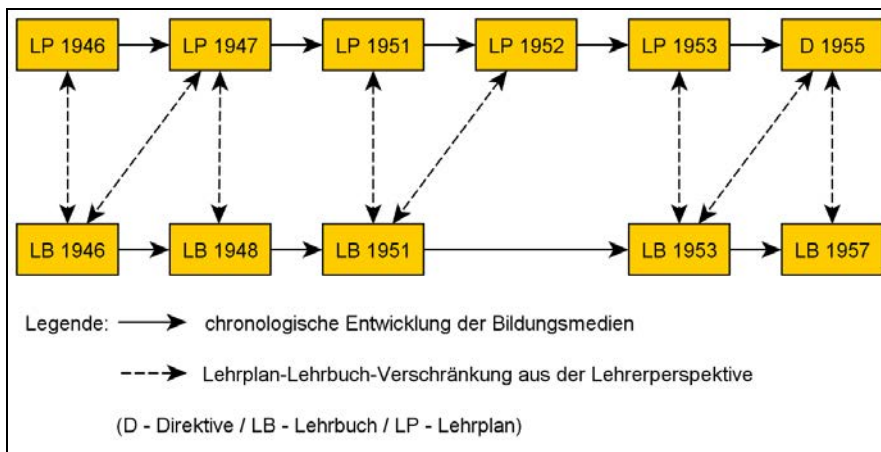 LP 1946 LP 1947 LP 1951 LP 1952 LP 1953 D 1955
LB 1946 LB 1948 LB 1951 LB 1953 LB 1957
Legende: chronologische Entwicklung der Bildungsmedien
Lehrplan-Lehrbuch-Verschränkung aus der Lehrerperspektive
(D - Direktive / LB - Lehrbuch / LP - Lehrplan)